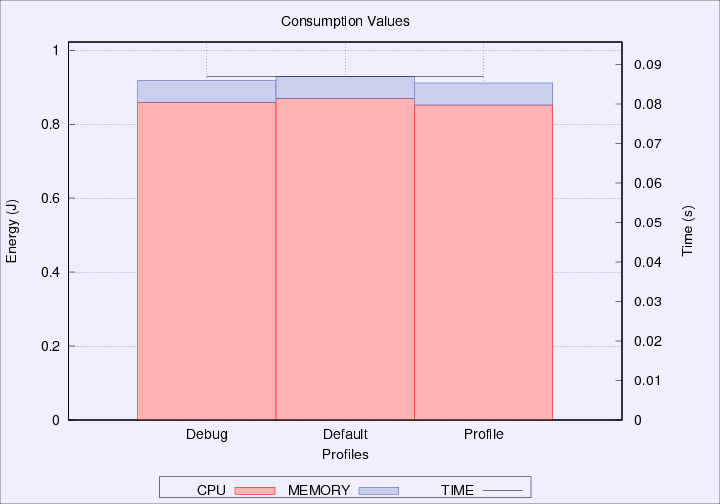 Consumption Values
1
0.8
0.6
0.4
0.2
0
Energy (J)
0.09
0.08
0.07
0.06
0.05
0.04
0.03
0.02
0.01
0
Time (s)
Debug Default Profile
Profiles
CPU MEMORY TIME